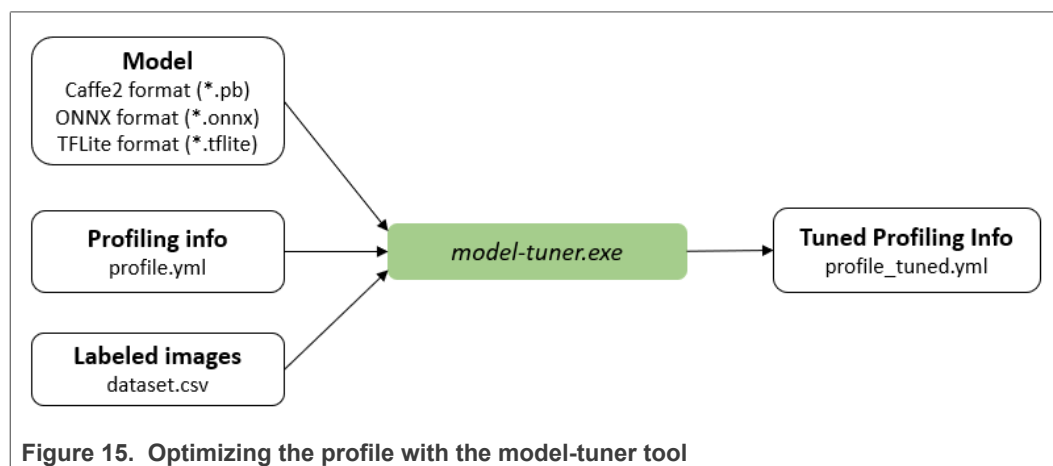 Model
Caffe2 format (*.pb)
ONNX format (*.onnx)
TFLite format (*.tflite)
Profiling info
profile.yml
Labeled images
dataset.csv
model-tuner.exe
Tuned Profiling Info
profile_tuned.yml
Figure 15. Optimizing the profile with the model-tuner tool